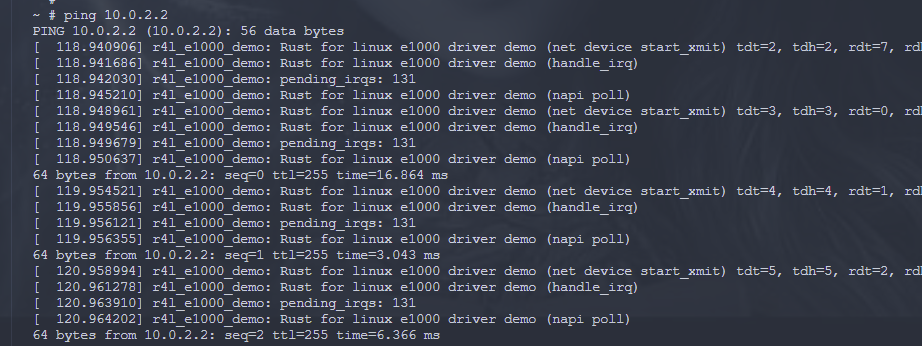 ~ # ping 10.0.2.2
PING 10.0.2.2 (10.0.2.2): 56 data bytes
[  118.940906] r4l_e1000_demo: Rust for linux e1000 driver demo (net device start_xmit) tdt=2, tdh=2, rdt=7,
[  118.941686] r4l_e1000_demo: Rust for linux e1000 driver demo (handle_irq)
[  118.942030] r4l_e1000_demo: pending_irqs: 131
[  118.945210] r4l_e1000_demo: Rust for linux e1000 driver demo (napi poll)
[  118.948961] r4l_e1000_demo: Rust for linux e1000 driver demo (net device start_xmit) tdt=3, tdh=3, rdt=0,
[  118.949546] r4l_e1000_demo: Rust for linux e1000 driver demo (handle_irq)
[  118.949679] r4l_e1000_demo: pending_irqs: 131
[  118.950637] r4l_e1000_demo: Rust for linux e1000 driver demo (napi poll)
64 bytes from 10.0.2.2: seq=0 ttl=255 time=16.864 ms
[  119.954521] r4l_e1000_demo: Rust for linux e1000 driver demo (net device start_xmit) tdt=4, tdh=4, rdt=1,
[  119.955856] r4l_e1000_demo: Rust for linux e1000 driver demo (handle_irq)
[  119.956121] r4l_e1000_demo: pending_irqs: 131
[  119.956355] r4l_e1000_demo: Rust for linux e1000 driver demo (napi poll)
64 bytes from 10.0.2.2: seq=1 ttl=255 time=3.043 ms
[  120.958994] r4l_e1000_demo: Rust for linux e1000 driver demo (net device start_xmit) tdt=5, tdh=5, rdt=2,
[  120.961278] r4l_e1000_demo: Rust for linux e1000 driver demo (handle_irq)
[  120.963910] r4l_e1000_demo: pending_irqs: 131
[  120.964202] r4l_e1000_demo: Rust for linux e1000 driver demo (napi poll)
64 bytes from 10.0.2.2: seq=2 ttl=255 time=6.366 ms